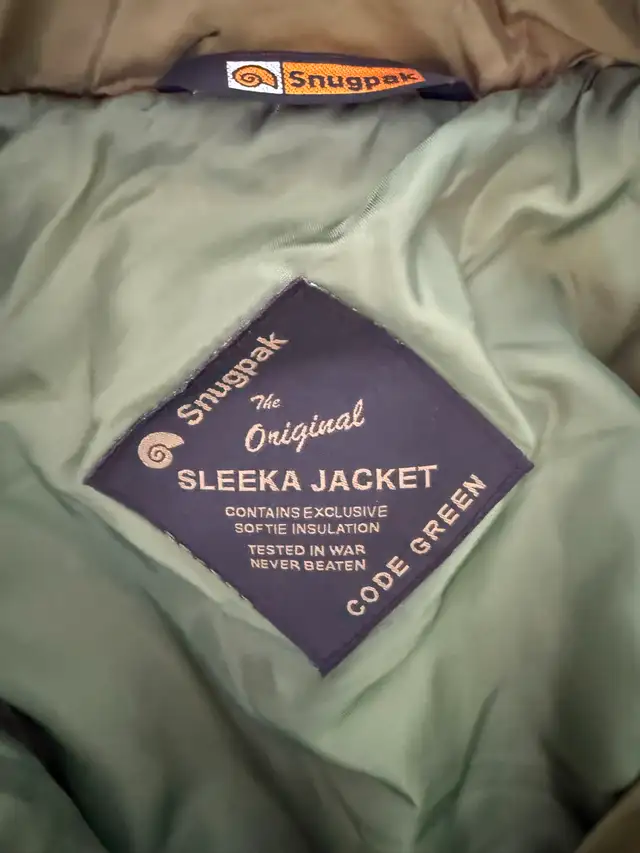 Snugpak
Snugpak
The
Original
SLEEKA JACKET
CONTAINS EXCLUSIVE
SOFTIE INSULATION
TESTED IN WAR
NEVER BEATEN
CODE GREEN